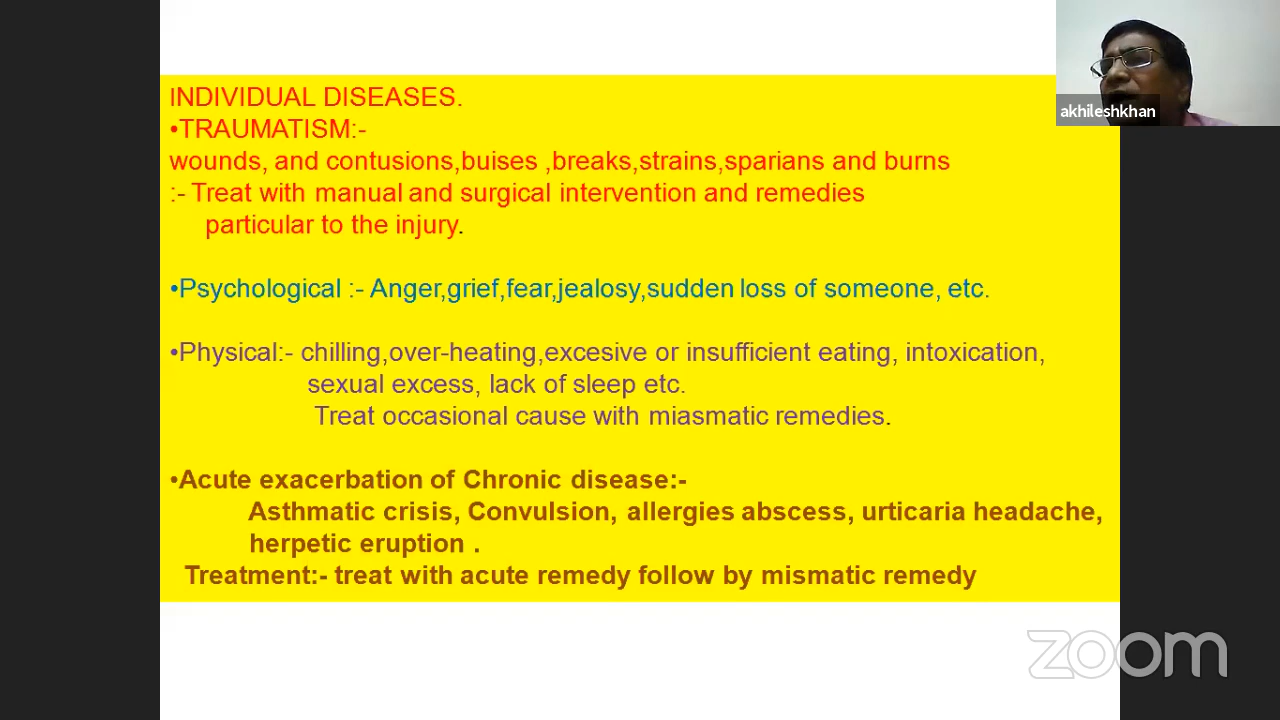 INDIVIDUAL DISEASES.
•TRAUMATISM:-
wounds, and contusions,buises ,breaks,strains,sparians and burns
:- Treat with manual and surgical intervention and remedies
particular to the injury.
•Psychological :- Anger,grief,fear,jealosy,sudden loss of someone, etc.
•Physical:- chilling,over-heating,excesive or insufficient eating, intoxication,
sexual excess, lack of sleep etc.
Treat occasional cause with miasmatic remedies.
•Acute exacerbation of Chronic disease:-
Asthmatic crisis, Convulsion, allergies abscess, urticaria headache,
herpetic eruption .
Treatment:- treat with acute remedy follow by mismatic remedy
akhileshkhan
zoom